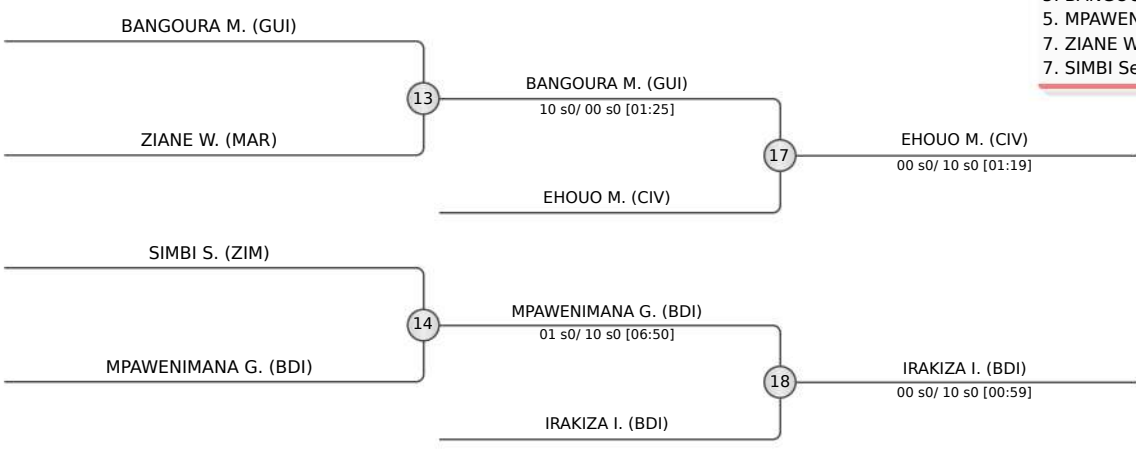 5. MPAWEN
7. ZIANE W
7. SIMBI Se
BANGOURA M. (GUI)
13
BANGOURA M. (GUI)
10 s0/ 00 s0 [01:25]
ZIANE W. (MAR)
17
EHOUO M. (CIV)
00 s0/ 10 s0 [01:19]
EHOUO M. (CIV)
SIMBI S. (ZIM)
14
MPAWENIMANA G. (BDI)
01 s0/ 10 s0 [06:50]
MPAWENIMANA G. (BDI)
18
IRAKIZA I. (BDI)
00 s0/ 10 s0 [00:59]
IRAKIZA I. (BDI)